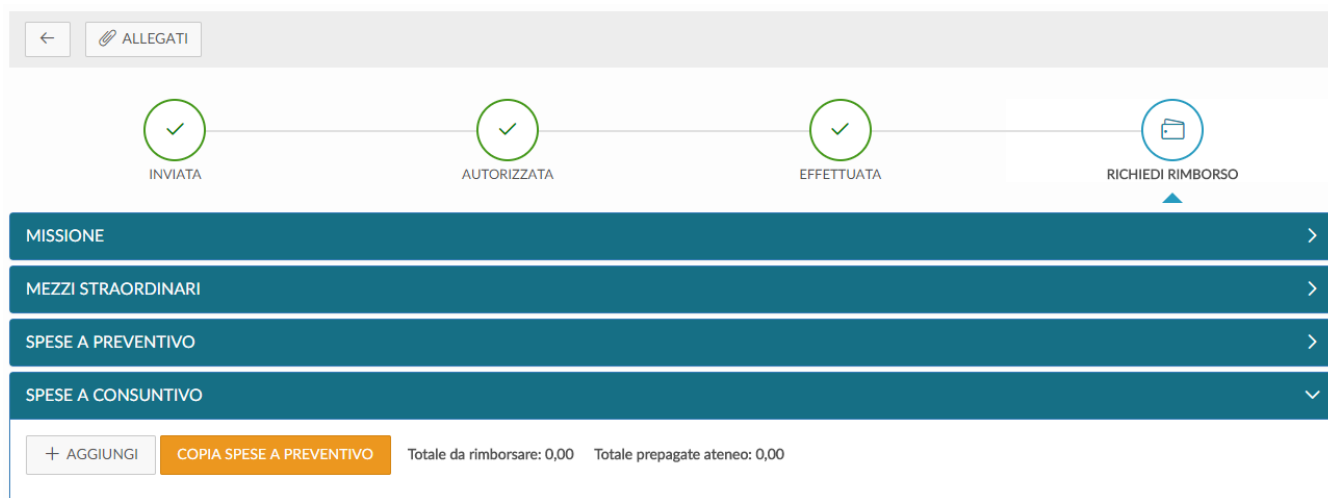 ALLEGATI
INVIATA AUTORIZZATA EFFETTUATA RICHIEDI RIMBORSO
MISSIONE
MEZZI STRAORDINARI
SPESE A PREVENTIVO
SPESE A CONSUNTIVO
+ AGGIUNGI COPIA SPESE A PREVENTIVO Totale da rimborsare: 0,00 Totale prepagate ateneo: 0,00